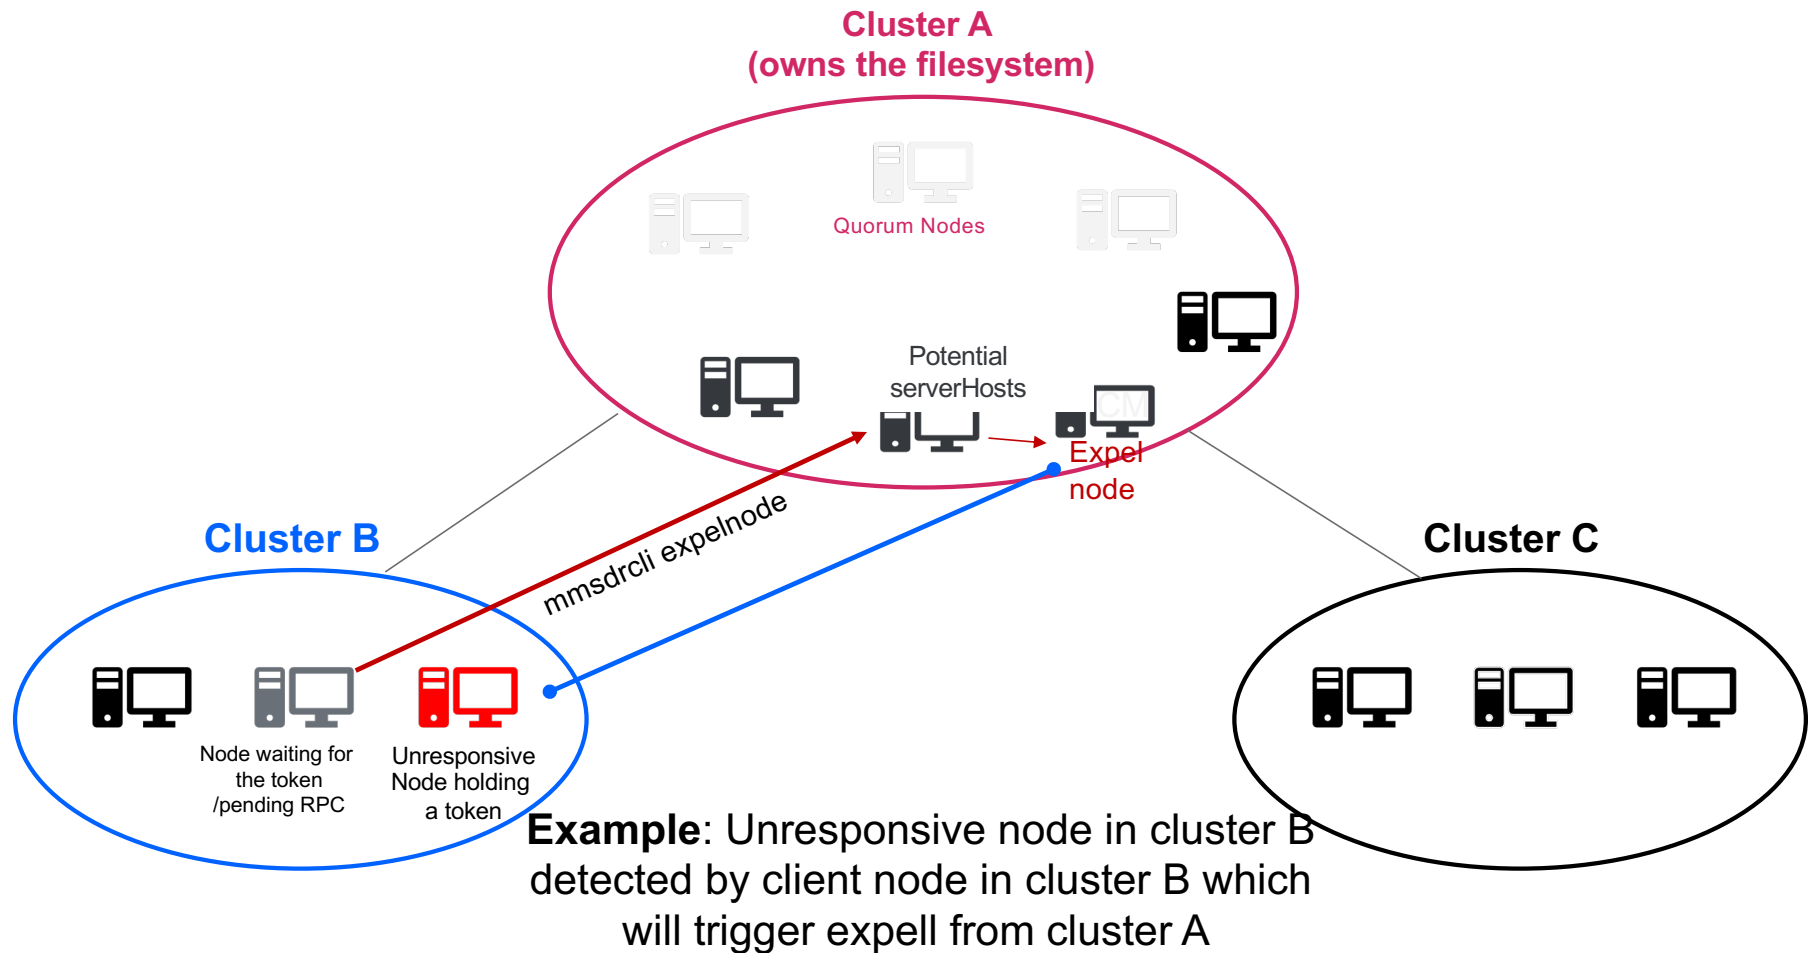 Cluster A
(owns the filesystem)
Quorum Nodes
Potential
serverHosts
CM
Expel
node
mmsdrcli expelnode
Cluster B
Cluster C
Node waiting for
the token
/pending RPC
Unresponsive
Node holding
a token
Example: Unresponsive node in cluster B
detected by client node in cluster B which
will trigger expell from cluster A